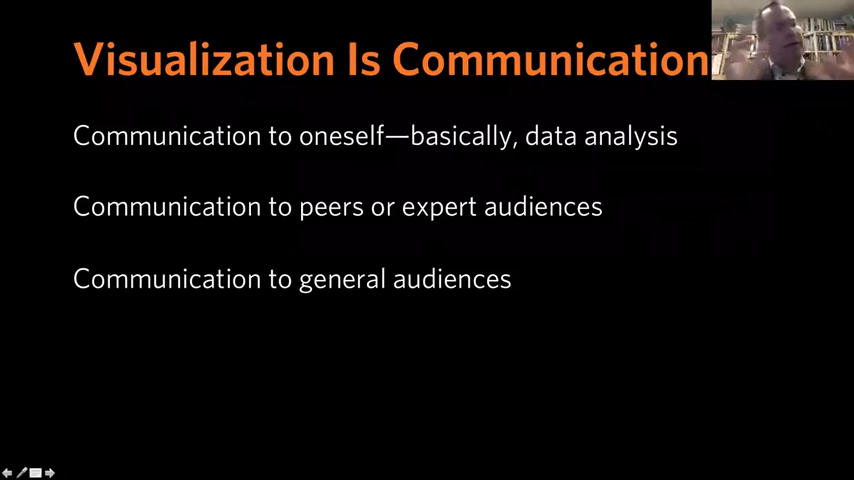 Visualization Is Communication
Communication to oneself—basically, data analysis
Communication to peers or expert audiences
Communication to general audiences